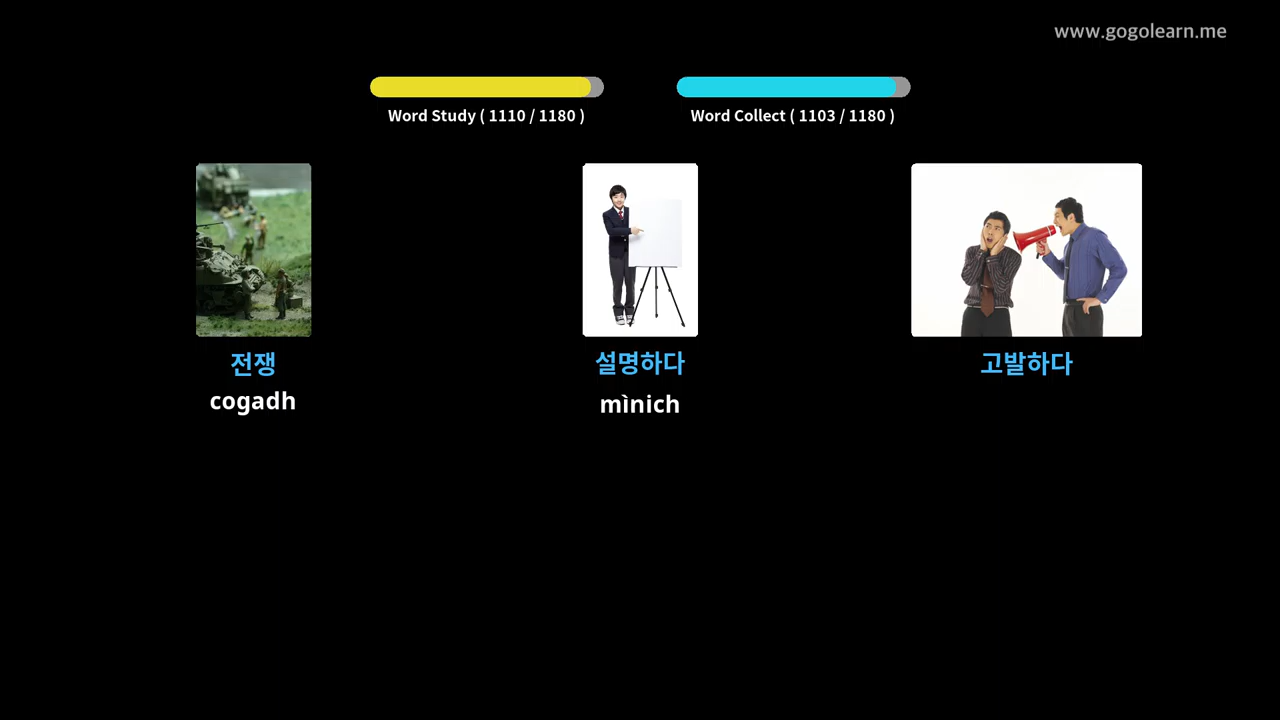 www.gogolearn.me
Word Study ( 1110 / 1180 )
Word Collect ( 1103 / 1180 )
전쟁
cogadh
설명하다
mìnich
고발하다